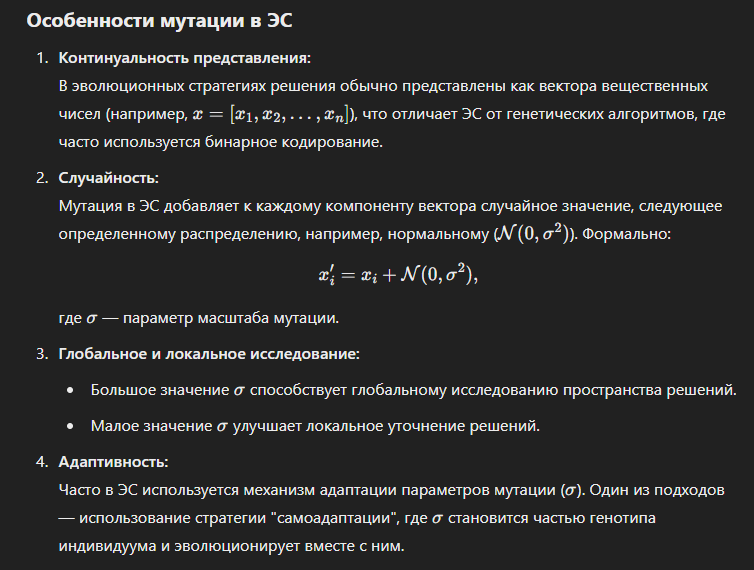 Особенности мутации в ЭС
1. Континуальность представления:
В эволюционных стратегиях решения обычно представлены как вектора вещественных
чисел (например, x = [x₁, x₂, …, xₙ]), что отличает ЭС от генетических алгоритмов, где
часто используется бинарное кодирование.
2. Случайность:
Мутация в ЭС добавляет к каждому компоненту вектора случайное значение, следующее
определенному распределению, например, нормальному (𝒩(0, σ²)). Формально:
x′ᵢ = xᵢ + 𝒩(0, σ²),
где σ — параметр масштаба мутации.
3. Глобальное и локальное исследование:
• Большое значение σ способствует глобальному исследованию пространства решений.
• Малое значение σ улучшает локальное уточнение решений.
4. Адаптивность:
Часто в ЭС используется механизм адаптации параметров мутации (σ). Один из подходов
— использование стратегии "самоадаптации", где σ становится частью генотипа
индивидуума и эволюционирует вместе с ним.